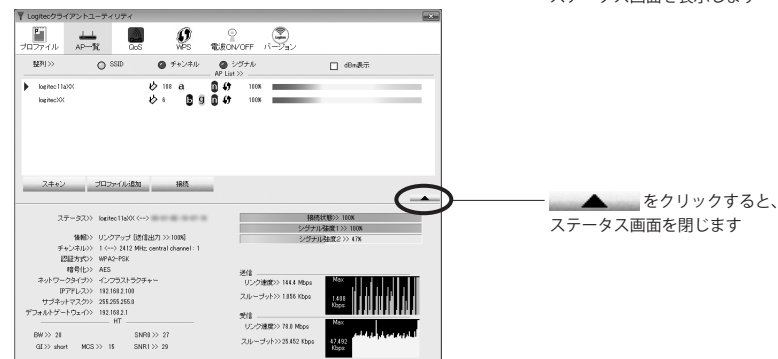 ステータス画面を表示します
Logitecクライアントユーティリティ
プロファイル AP一覧 QoS WPS 電波ON/OFF バージョン
整列 >> SSID チャンネル シグナル dBm表示
AP List >>
logitec11aXX 108 a n 100%
logitecXX 6 b g n 100%
スキャン プロファイル追加 接続
をクリックすると、
ステータス画面を閉じます
ステータス>> logitec11aXX <-->
情報>> リンクアップ [送信出力 >> 100%]
チャンネル>> 1 <--> 2412 MHz; central channel : 1
認証方式>> WPA2-PSK
暗号化>> AES
ネットワークタイプ>> インフラストラクチャー
IPアドレス>> 192.168.2.100
サブネットマスク>> 255.255.255.0
デフォルトゲートウェイ>> 192.168.2.1
HT
BW >> 20 SNR0 >> 27
GI >> short MCS >> 15 SNR1 >> 29
接続状態>> 100%
シグナル強度1 >> 100%
シグナル強度2 >> 47%
送信
リンク速度>> 144.4 Mbps
スループット>> 1.056 Kbps
Max
1.408
Kbps
受信
リンク速度>> 78.0 Mbps
スループット>> 25.452 Kbps
Max
47.492
Kbps